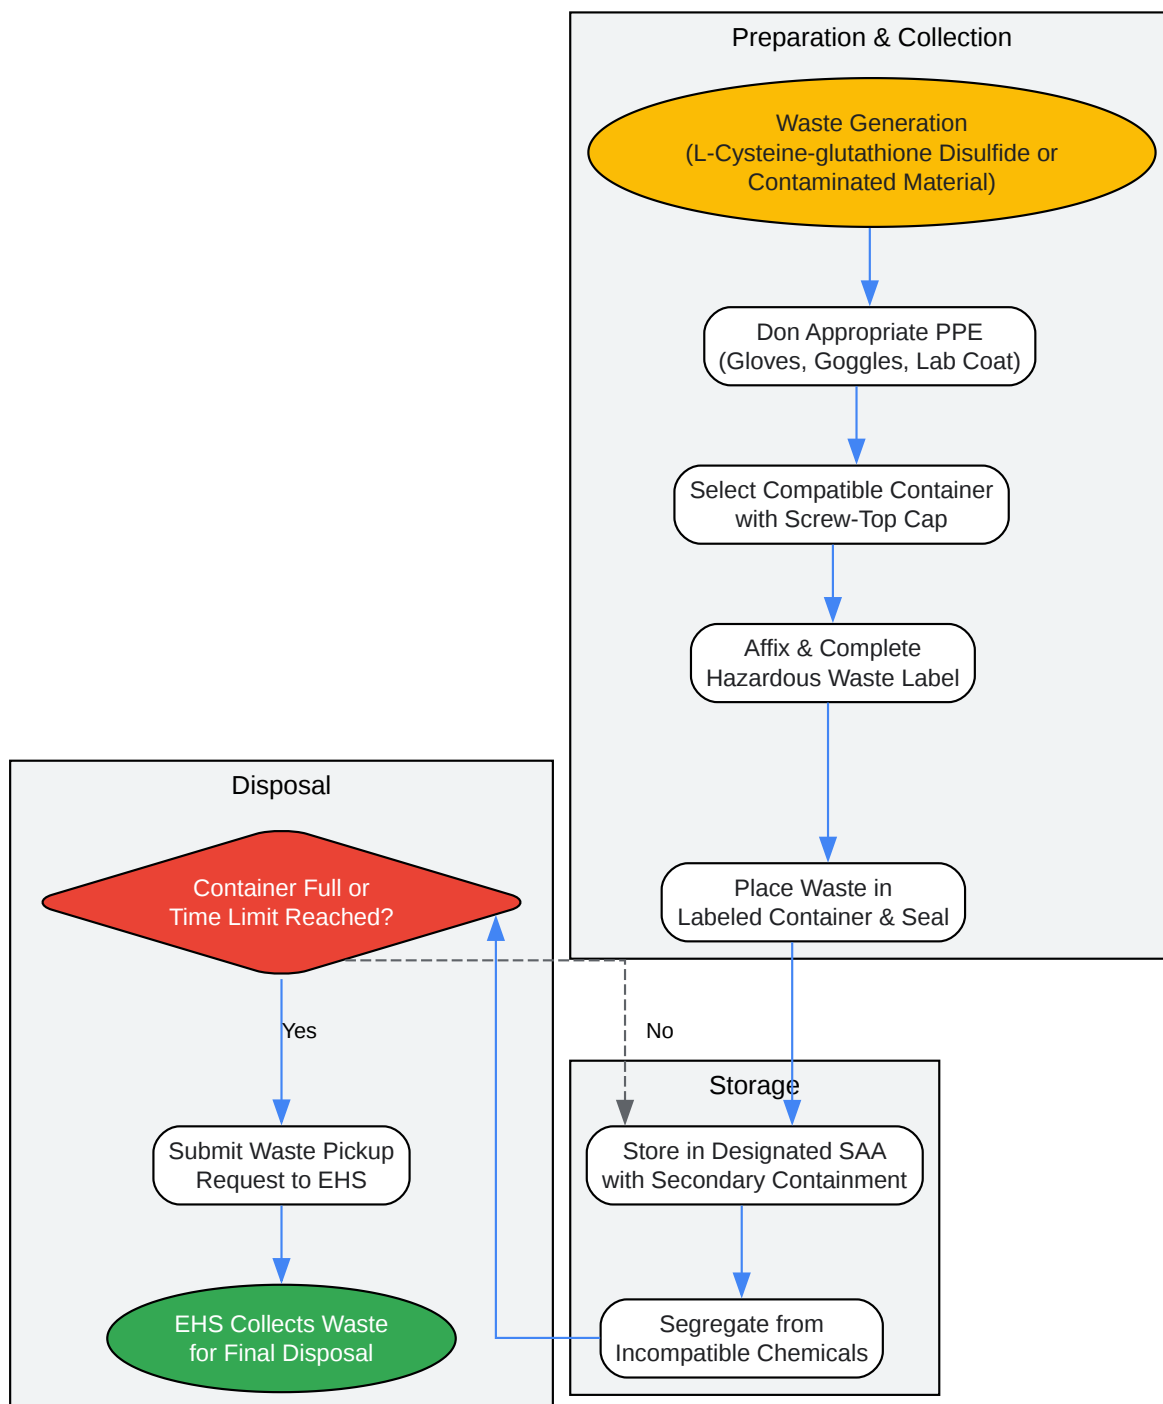 Preparation & Collection
Waste Generation
(L-Cysteine-glutathione Disulfide or
Contaminated Material)
Don Appropriate PPE
(Gloves, Goggles, Lab Coat)
Select Compatible Container
with Screw-Top Cap
Affix & Complete
Hazardous Waste Label
Place Waste in
Labeled Container & Seal
Storage
Store in Designated SAA
with Secondary Containment
Segregate from
Incompatible Chemicals
Disposal
Container Full or
Time Limit Reached?
No
Yes
Submit Waste Pickup
Request to EHS
EHS Collects Waste
for Final Disposal